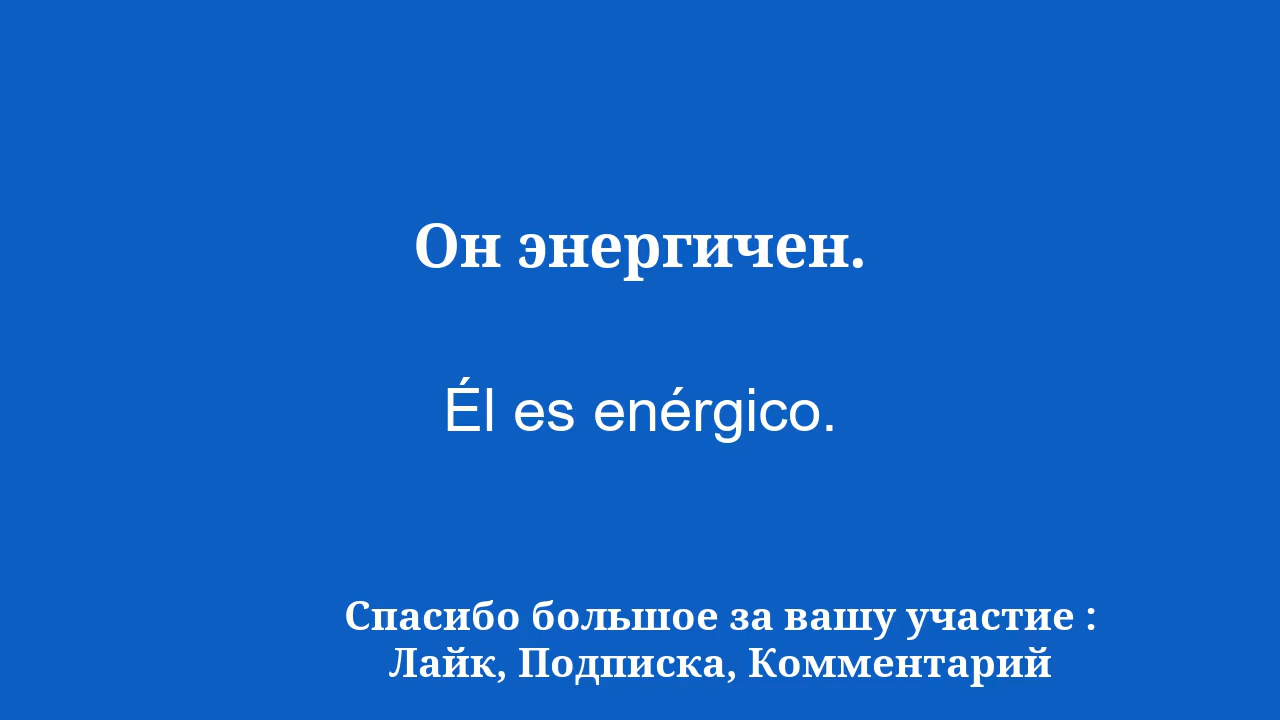 Он энергичен.
Él es enérgico.
Спасибо большое за вашу участие :
Лайк, Подписка, Комментарий